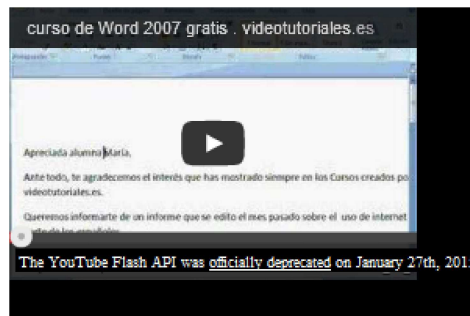 curso de Word 2007 gratis . videotutoriales.es
Apreciada alumna María,
Ante todo, te agradecemos el interés que has mostrado siempre en los Cursos creados po
videotutoriales.es.
Queremos informarte de un informe que se edito el mes pasado sobre el uso de internet
The YouTube Flash API was officially deprecated on January 27th, 201